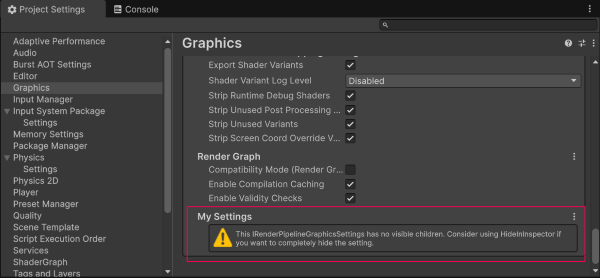 Project Settings
Console
Adaptive Performance
Audio
Burst AOT Settings
Editor
Graphics
Input Manager
Input System Package
Settings
Memory Settings
Package Manager
Physics
Settings
Physics 2D
Player
Preset Manager
Quality
Scene Template
Script Execution Order
Services
ShaderGraph
Tags and Layers
Graphics
Export Shader Variants
Shader Variant Log Level
Disabled
Strip Runtime Debug Shaders
Strip Unused Post Processing ...
Strip Unused Variants
Strip Screen Coord Override V...
Render Graph
Compatibility Mode (Render Gr...
Enable Compilation Caching
Enable Validity Checks
My Settings
This IRenderPipelineGraphicsSettings has no visible children. Consider using HideInInspector if
you want to completely hide the setting.